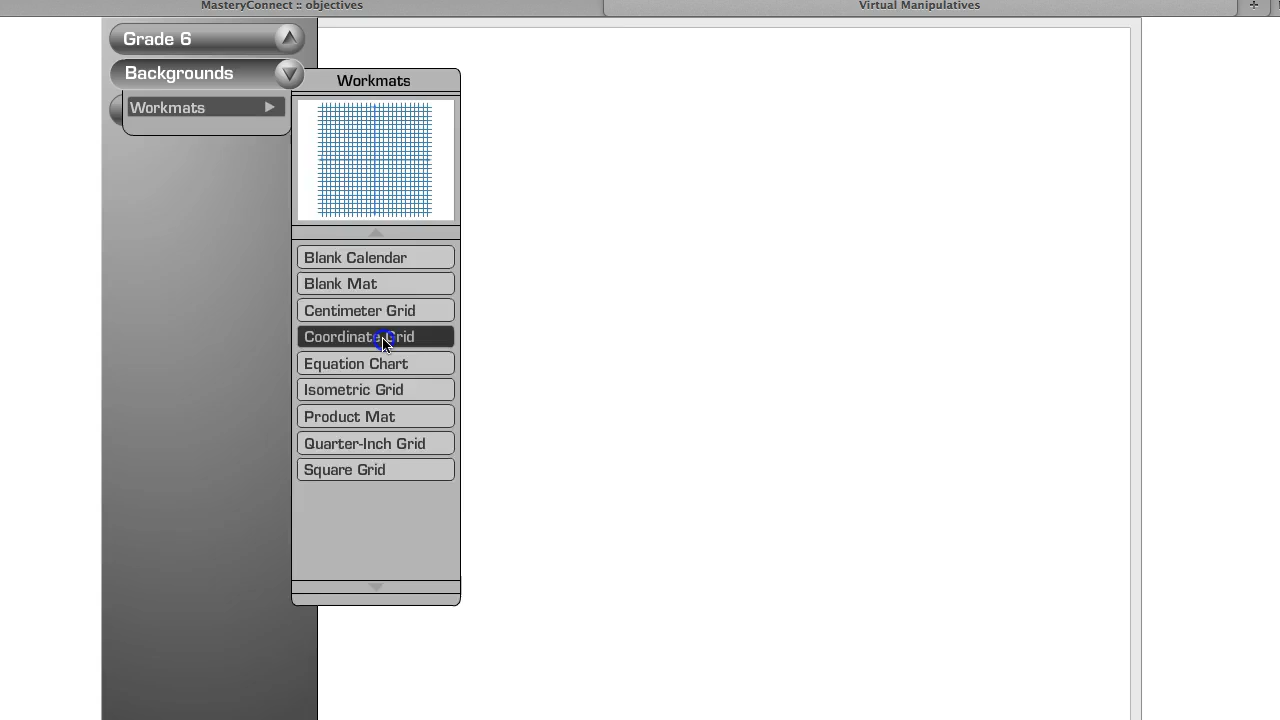 MasteryConnect :: objectives
Virtual Manipulatives
Grade 6
Backgrounds
Workmats
Workmats
Blank Calendar
Blank Mat
Centimeter Grid
Coordinate Grid
Equation Chart
Isometric Grid
Product Mat
Quarter-Inch Grid
Square Grid